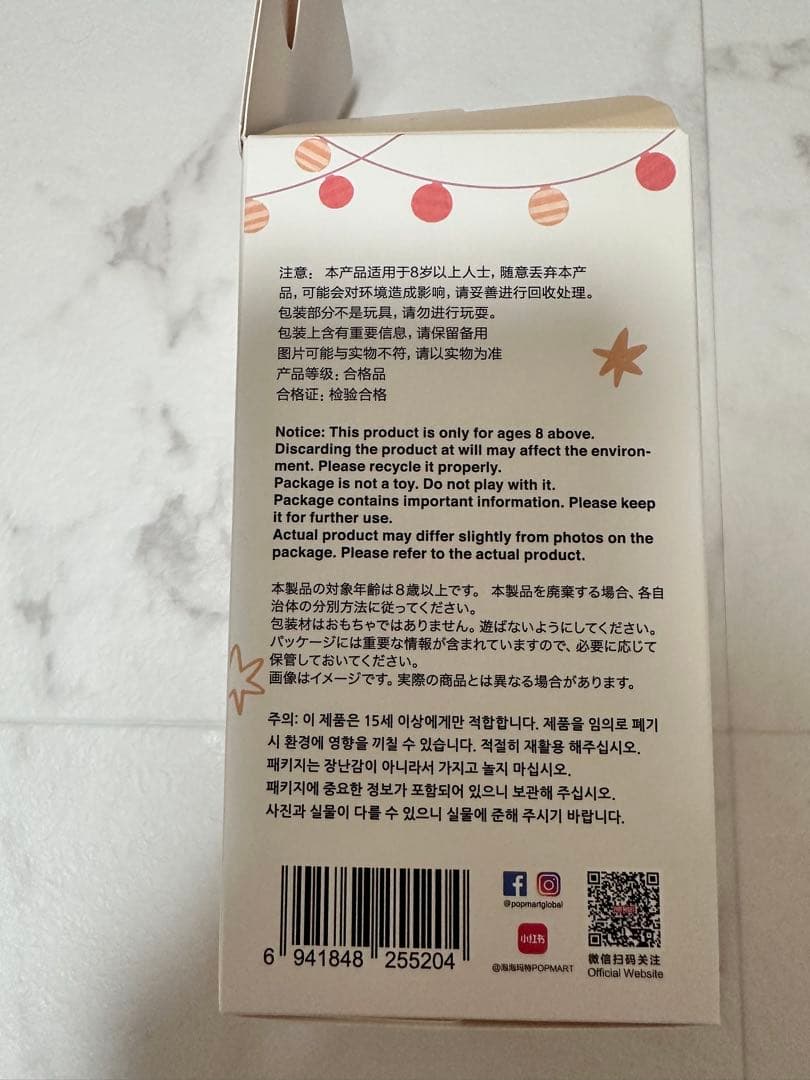 注意：本产品适用于8岁以上人士，随意丢弃本产
品，可能会对环境造成影响，请妥善进行回收处理。
包装部分不是玩具，请勿进行玩耍。
包装上含有重要信息，请保留备用
图片可能与实物不符，请以实物为准
产品等级：合格品
合格证：检验合格
Notice: This product is only for ages 8 above.
Discarding the product at will may affect the environ-
ment. Please recycle it properly.
Package is not a toy. Do not play with it.
Package contains important information. Please keep
it for further use.
Actual product may differ slightly from photos on the
package. Please refer to the actual product.
本製品の対象年齢は8歳以上です。 本製品を廃棄する場合、各自
治体の分別方法に従ってください。
包装材はおもちゃではありません。遊ばないようにしてください。
パッケージには重要な情報が含まれていますので、必要に応じて
保管しておいてください。
画像はイメージです。実際の商品とは異なる場合があります。
주의: 이 제품은 15세 이상에게만 적합합니다. 제품을 임의로 폐기
시 환경에 영향을 끼칠 수 있습니다. 적절히 재활용 해주십시오.
패키지는 장난감이 아니라서 가지고 놀지 마십시오.
패키지에 중요한 정보가 포함되어 있으니 보관해 주십시오.
사진과 실물이 다를 수 있으니 실물에 준해 주시기 바랍니다.
6 941848 255204
@popmartglobal
小红书
@泡泡玛特POPMART
微信扫码关注
Official Website